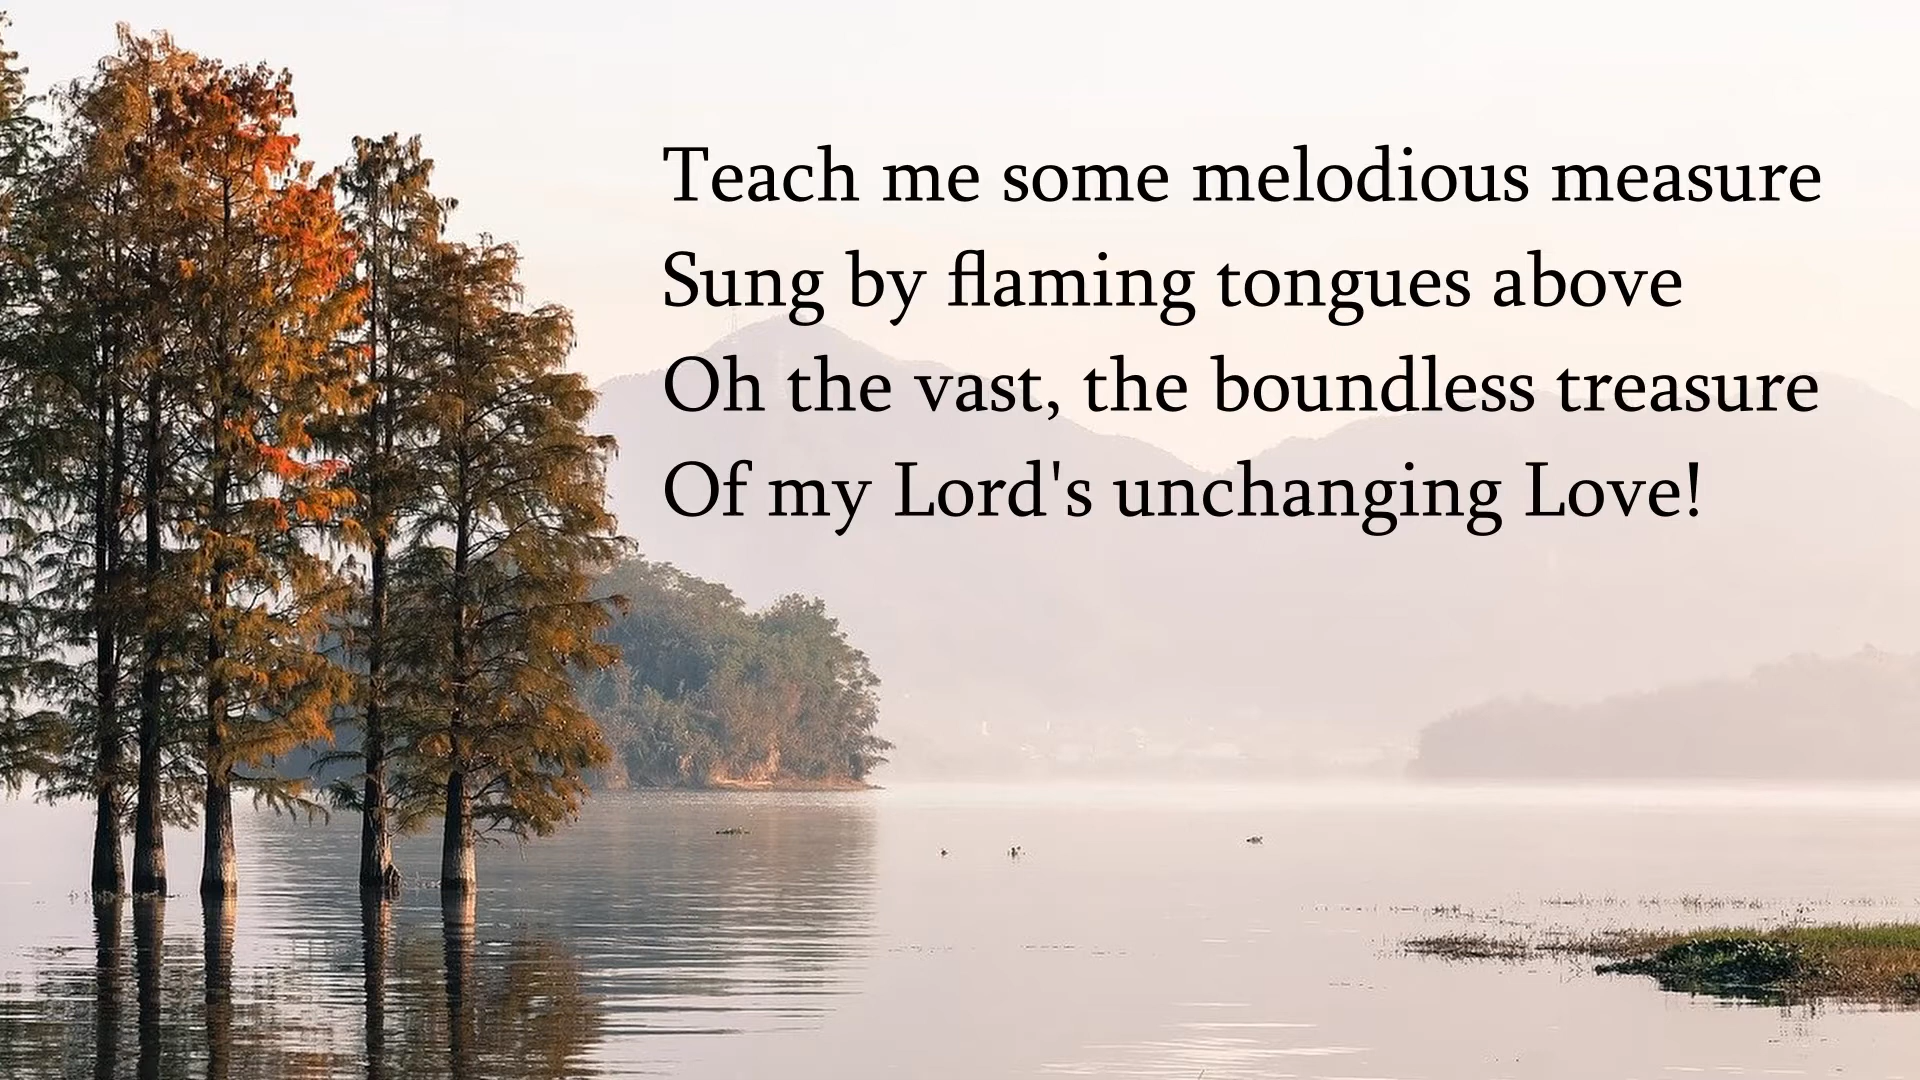 Teach me some melodious measure
Sung by flaming tongues above
Oh the vast, the boundless treasure
Of my Lord's unchanging Love!